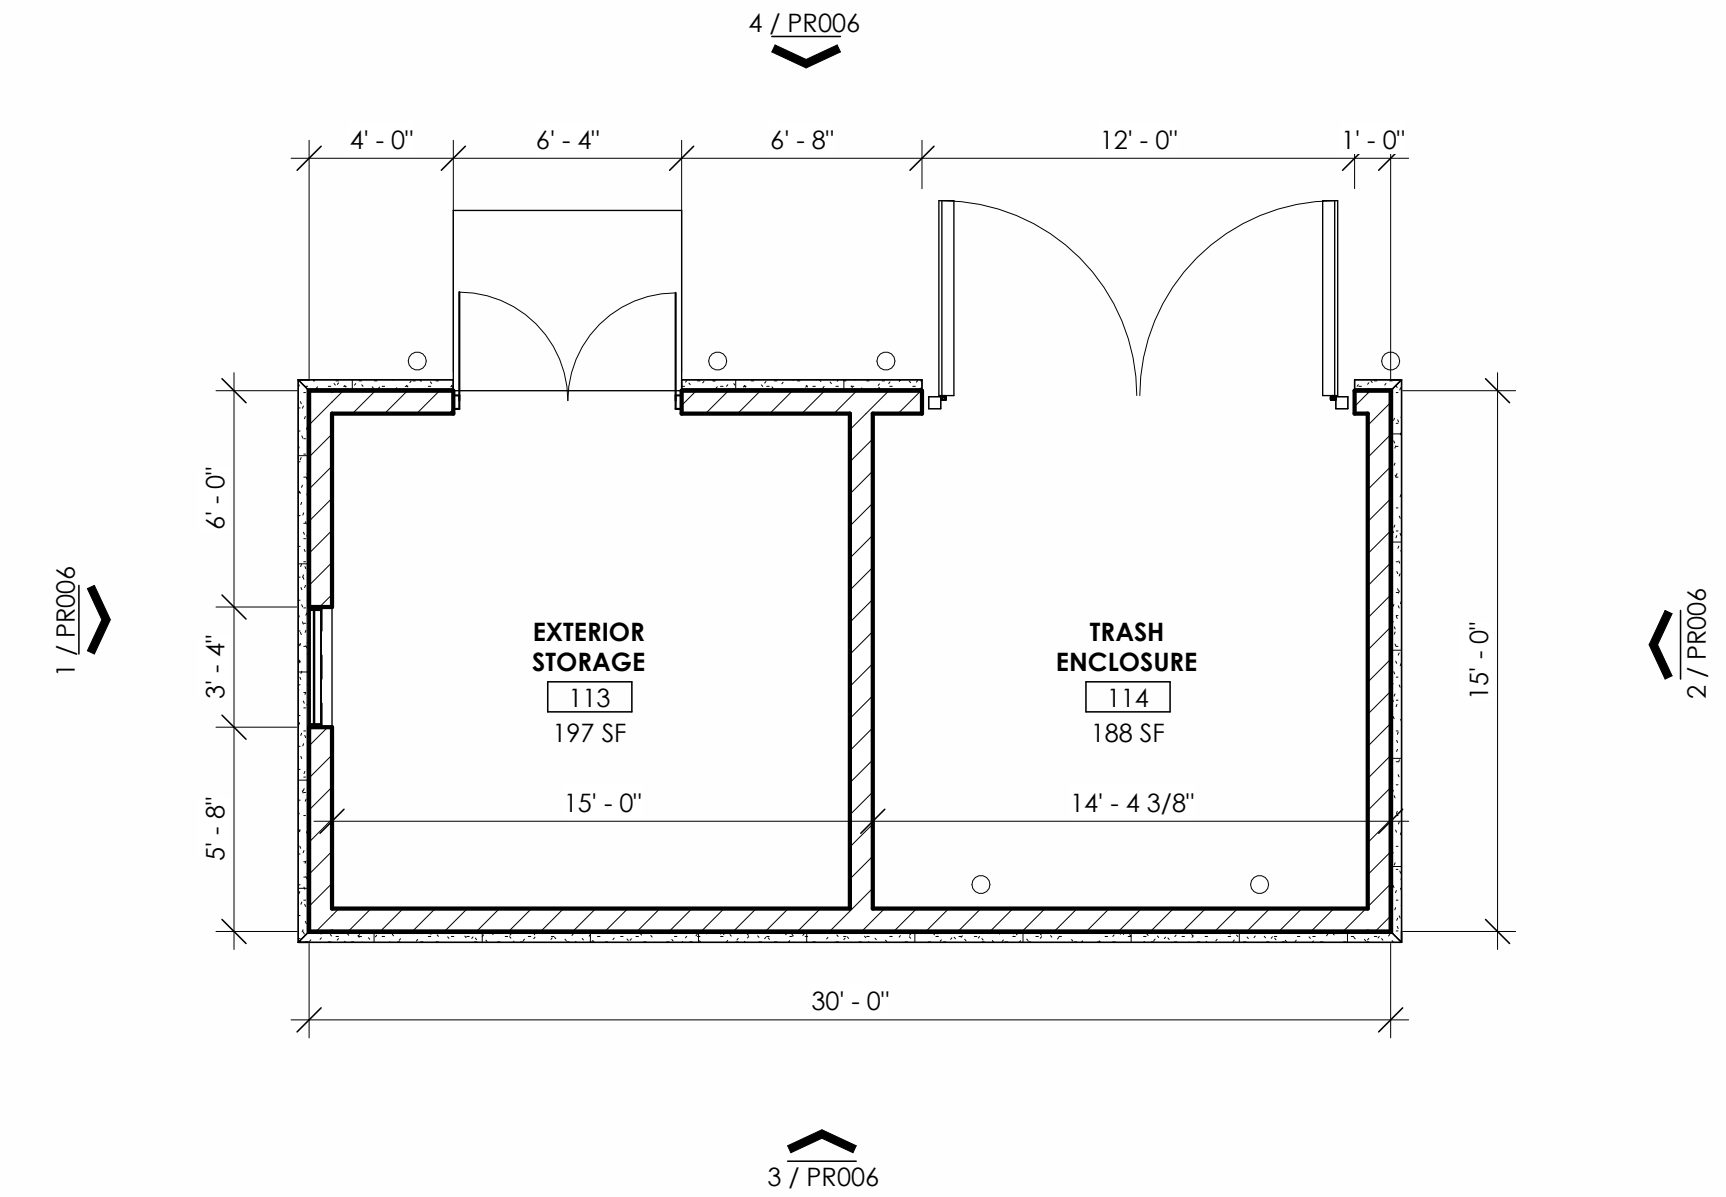 4 / PR006
4' - 0"
6' - 4"
6' - 8"
12' - 0"
1' - 0"
6' - 0"
3' - 4"
5' - 8"
1 / PR006
EXTERIOR
STORAGE
113
197 SF
15' - 0"
TRASH
ENCLOSURE
114
188 SF
14' - 4 3/8"
15' - 0"
2 / PR006
30' - 0"
3 / PR006